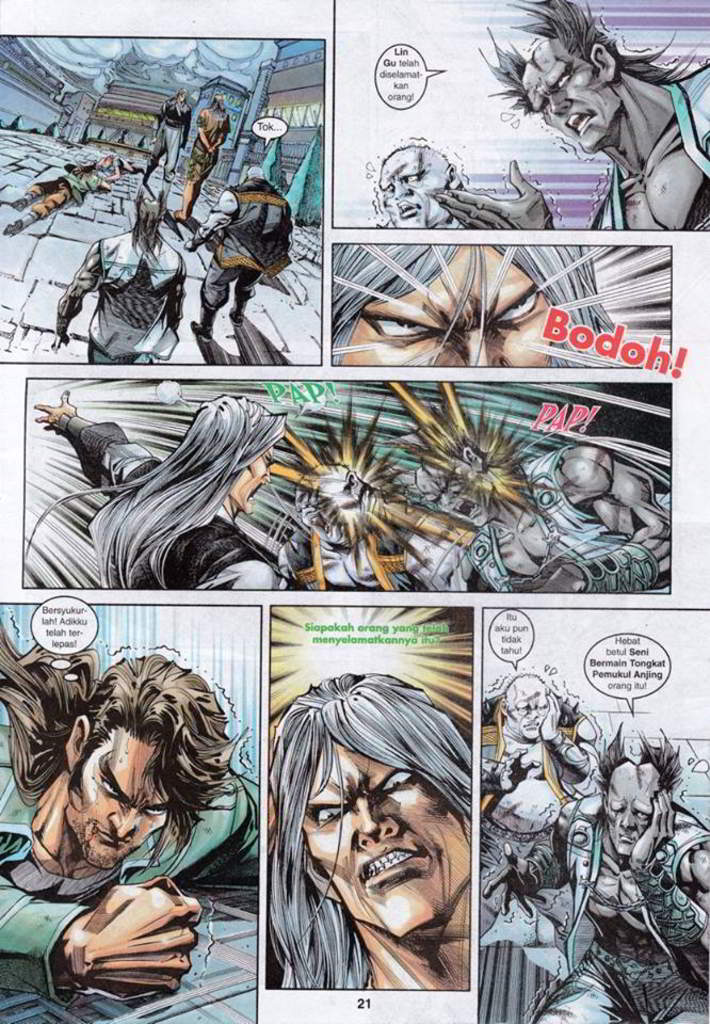 Tok...
Lin
Gu telah
diselamat-
kan
orang!
Bodoh!
PAP!
PAP!
Bersyukur-
lah! Adikku
telah ter-
lepas!
Siapakah orang yang telah
menyelamatkannya itu?
Itu
aku pun
tidak
tahu!
Hebat
betul Seni
Bermain Tongkat
Pemukul Anjing
orang itu!
21